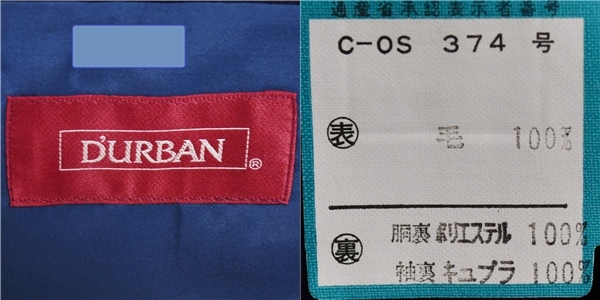 D'URBAN ®
通産省承認表示者番号
C-OS 374 号
表 毛 100%
裏 胴裏 ポリエステル 100%
袖裏 キュプラ 100%